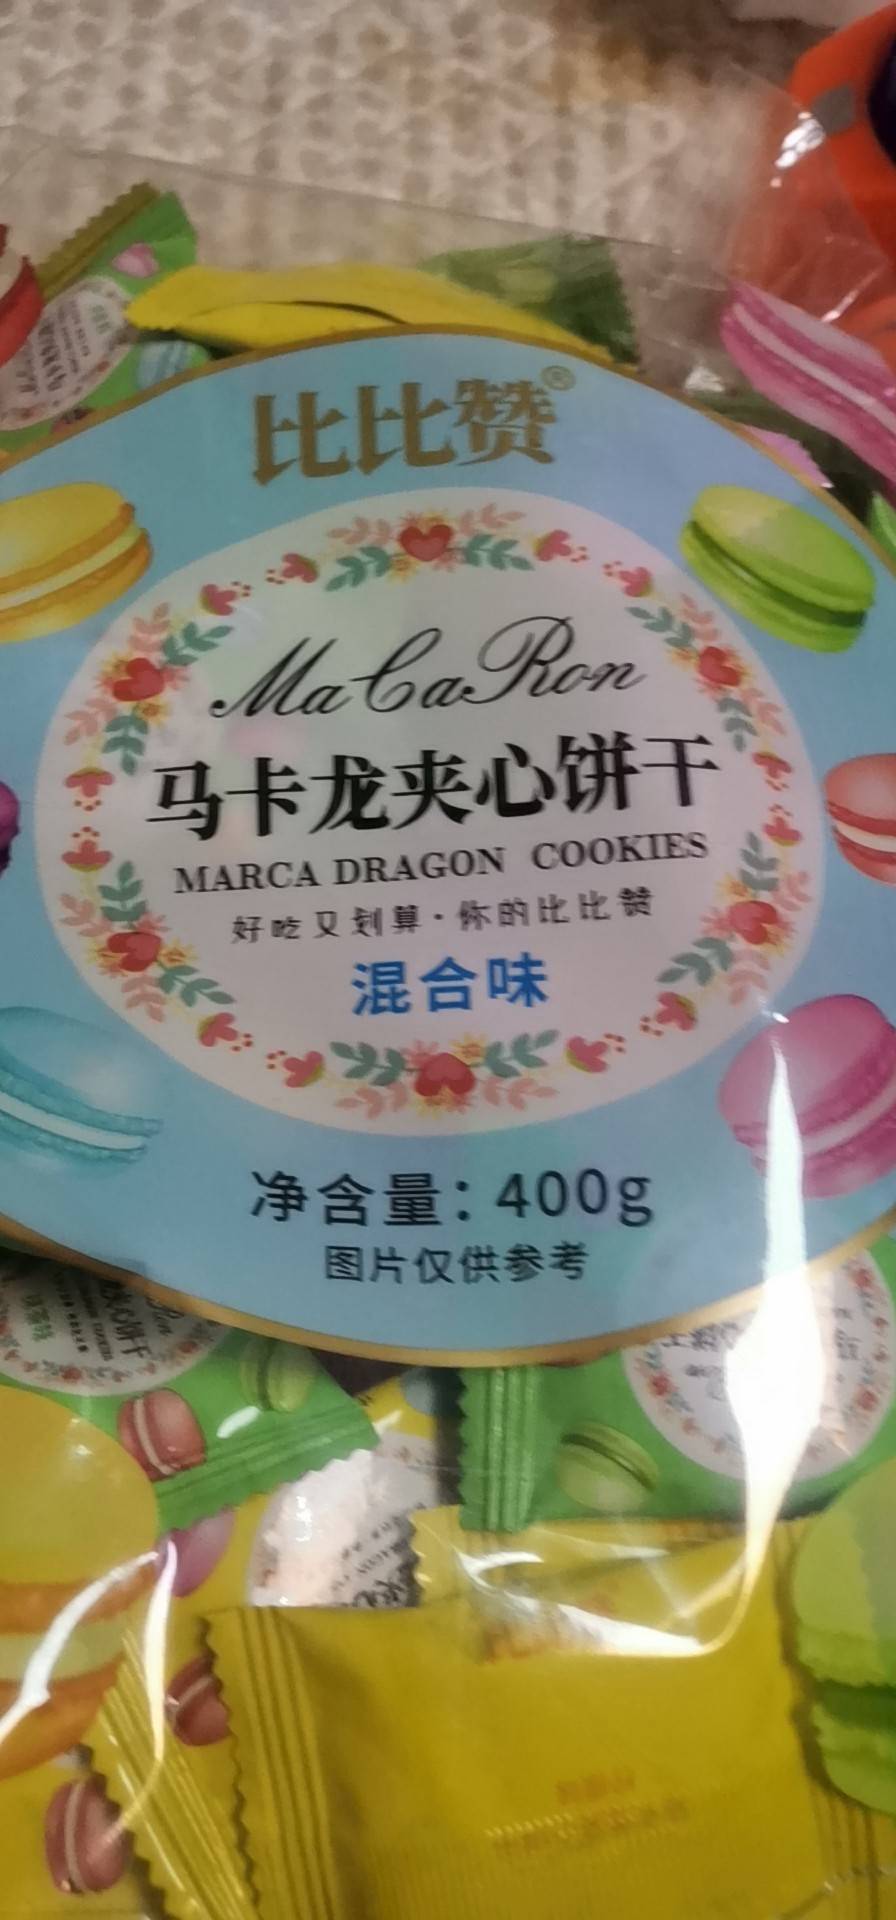 比比赞®
MaCaRon
马卡龙夹心饼干
MARCA DRAGON COOKIES
好吃又划算·你的比比赞
混合味
净含量：400g
图片仅供参考